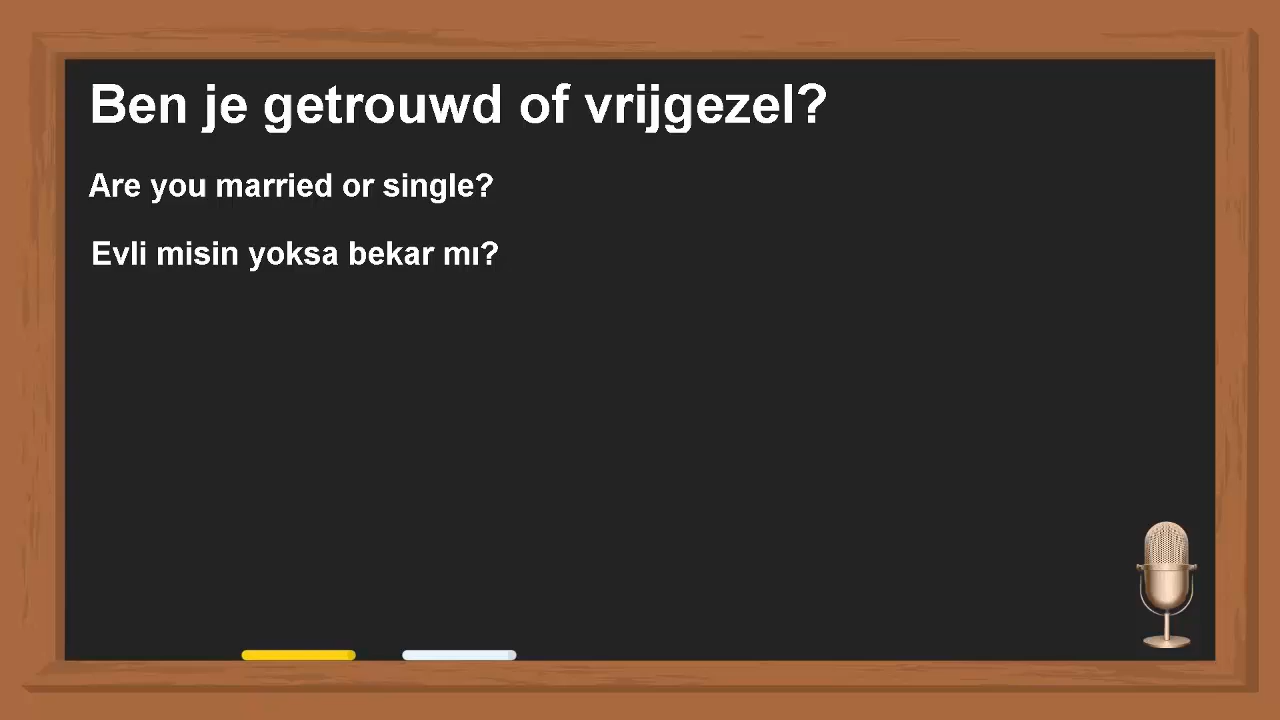 Ben je getrouwd of vrijgezel?
Are you married or single?
Evli misin yoksa bekar mı?